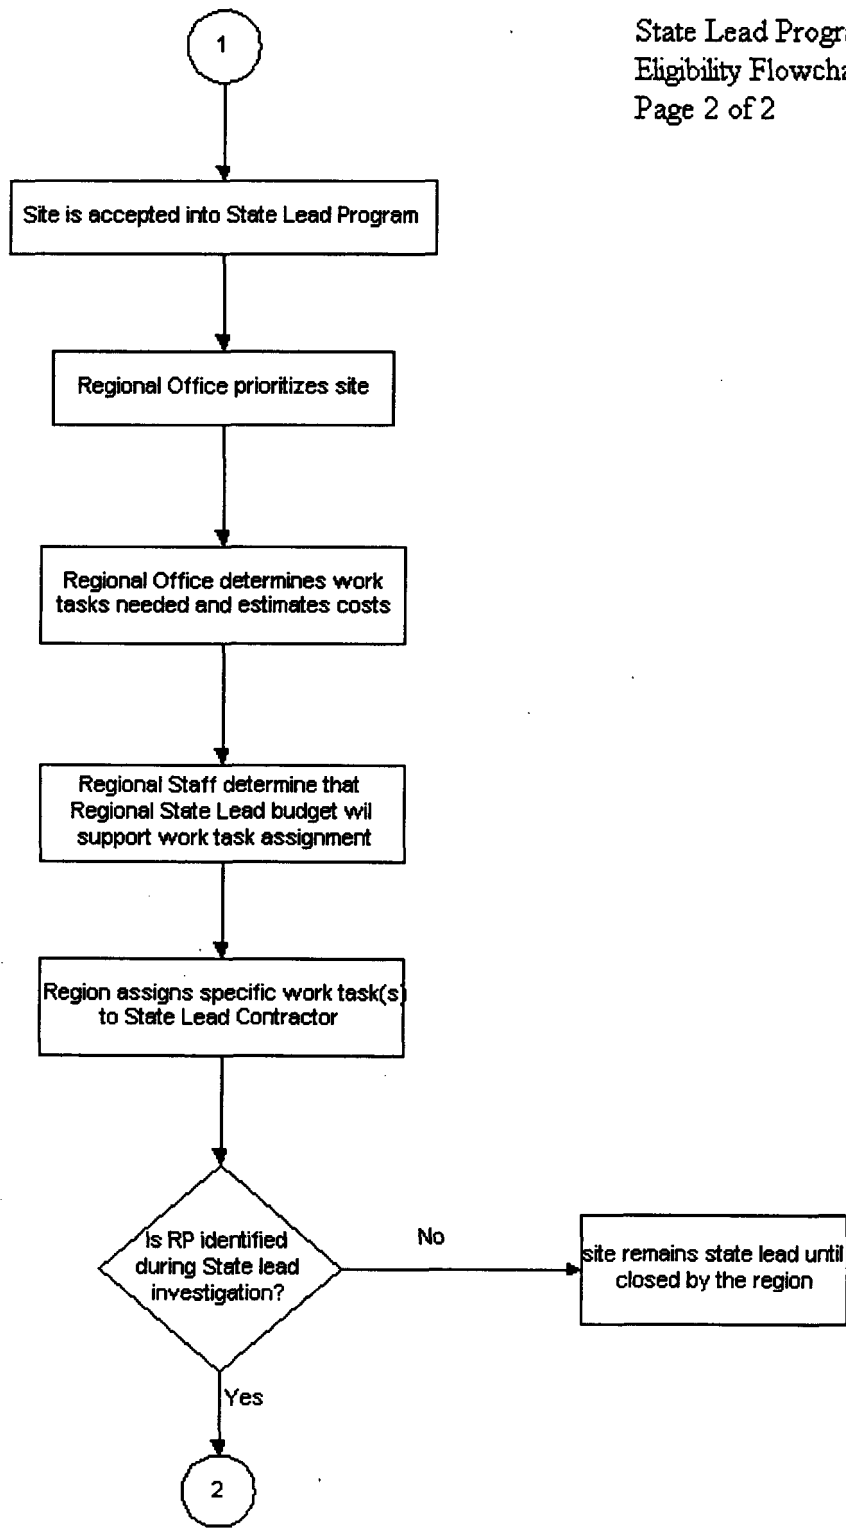 1
State Lead
Eligibility
Page 2 of 2
Site is accepted into State Lead Program
Regional Office prioritizes site
Regional Office determines work
tasks needed and estimates costs
Regional Staff determine that
Regional State Lead budget wil
support work task assignment
Region assigns specific work task(s)
to State Lead Contractor
Is RP identified
during State lead
investigation?
No
site remains state lead until
closed by the region
Yes
2